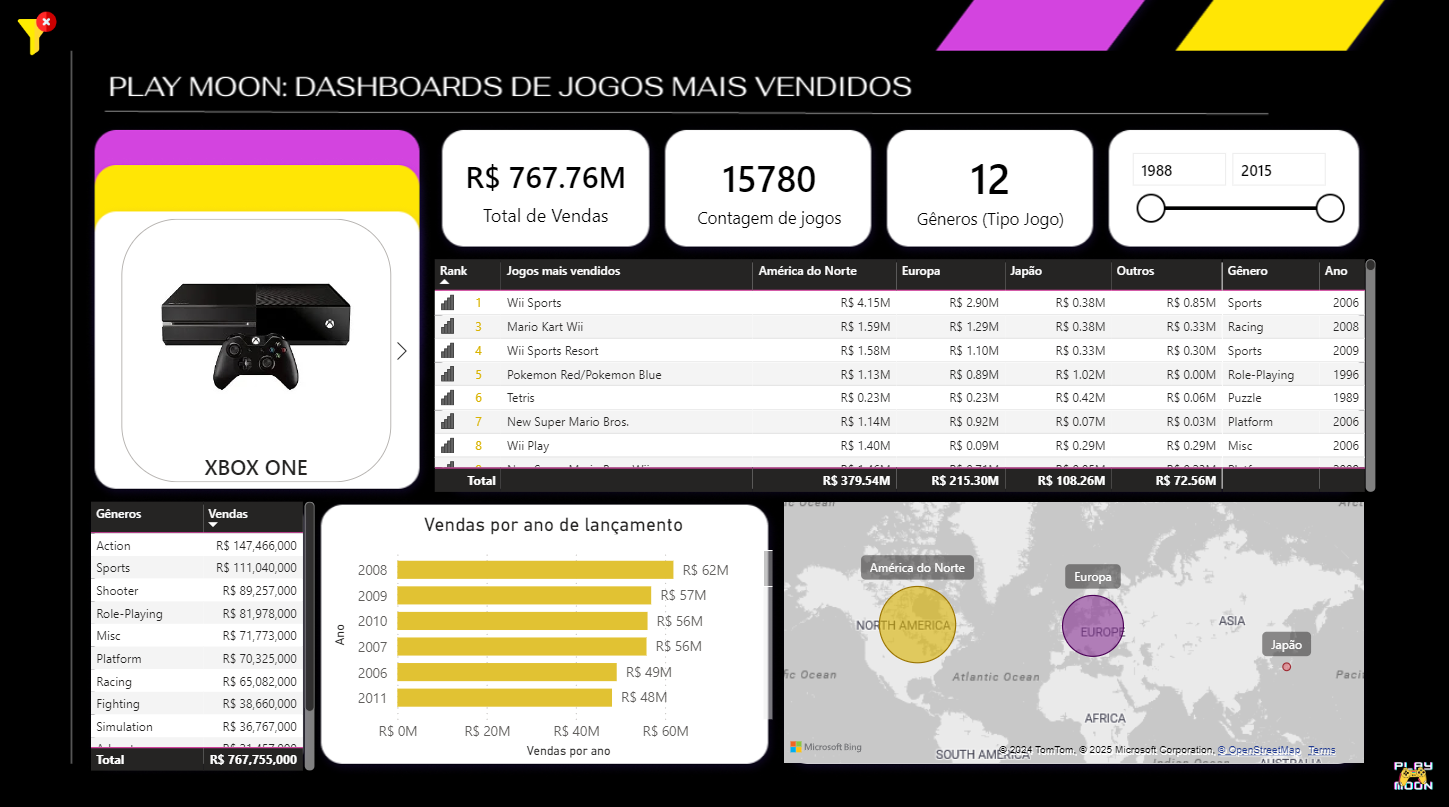 PLAY MOON: DASHBOARDS DE JOGOS MAIS VENDIDOS
R$ 767.76M
Total de Vendas
15780
Contagem de jogos
12
Gêneros (Tipo Jogo)
1988 2015
XBOX ONE
Rank Jogos mais vendidos América do Norte Europa Japão Outros Gênero Ano
1 Wii Sports R$ 4.15M R$ 2.90M R$ 0.38M R$ 0.85M Sports 2006
3 Mario Kart Wii R$ 1.59M R$ 1.29M R$ 0.38M R$ 0.33M Racing 2008
4 Wii Sports Resort R$ 1.58M R$ 1.10M R$ 0.33M R$ 0.30M Sports 2009
5 Pokemon Red/Pokemon Blue R$ 1.13M R$ 0.89M R$ 1.02M R$ 0.00M Role-Playing 1996
6 Tetris R$ 0.23M R$ 0.23M R$ 0.42M R$ 0.06M Puzzle 1989
7 New Super Mario Bros. R$ 1.14M R$ 0.92M R$ 0.07M R$ 0.03M Platform 2006
8 Wii Play R$ 1.40M R$ 0.09M R$ 0.29M R$ 0.29M Misc 2006
Total R$ 379.54M R$ 215.30M R$ 108.26M R$ 72.56M
Gêneros Vendas
Action R$ 147,466,000
Sports R$ 111,040,000
Shooter R$ 89,257,000
Role-Playing R$ 81,978,000
Misc R$ 71,773,000
Platform R$ 70,325,000
Racing R$ 65,082,000
Fighting R$ 38,660,000
Simulation R$ 36,767,000
Total R$ 767,755,000
Vendas por ano de lançamento
Ano
2008 R$ 62M
2009 R$ 57M
2010 R$ 56M
2007 R$ 56M
2006 R$ 49M
2011 R$ 48M
R$ 0M R$ 20M R$ 40M R$ 60M
Vendas por ano
América do Norte
Europa
NORTH AMERICA
EUROPE
ASIA
Japão
Atlantic Ocean
AFRICA
SOUTH AMERICA
Microsoft Bing
© 2024 TomTom, © 2025 Microsoft Corporation, © OpenStreetMap Terms
PLAY
MOON